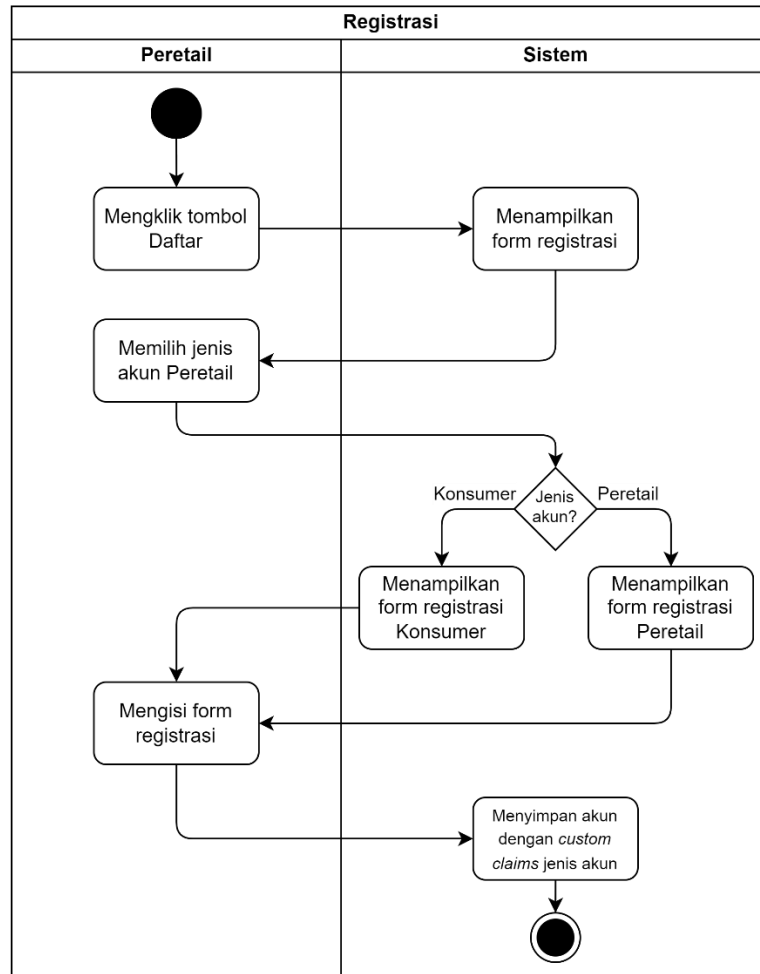 Registrasi
Peretail
Sistem
Mengklik tombol
Daftar
Menampilkan
form registrasi
Memilih jenis
akun Peretail
Konsumer
Jenis
akun?
Peretail
Menampilkan
form registrasi
Konsumer
Menampilkan
form registrasi
Peretail
Mengisi form
registrasi
Menyimpan akun
dengan custom
claims jenis akun